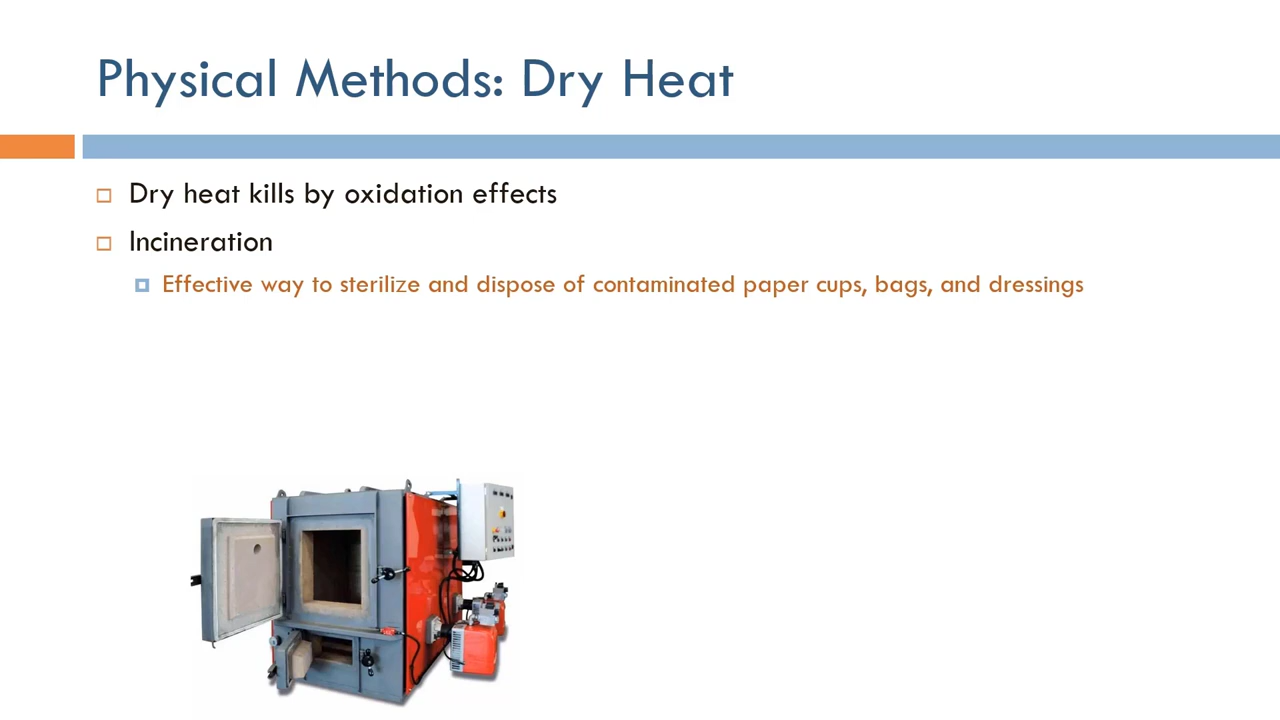 Physical Methods: Dry Heat
Dry heat kills by oxidation effects
Incineration
Effective way to sterilize and dispose of contaminated paper cups, bags, and dressings